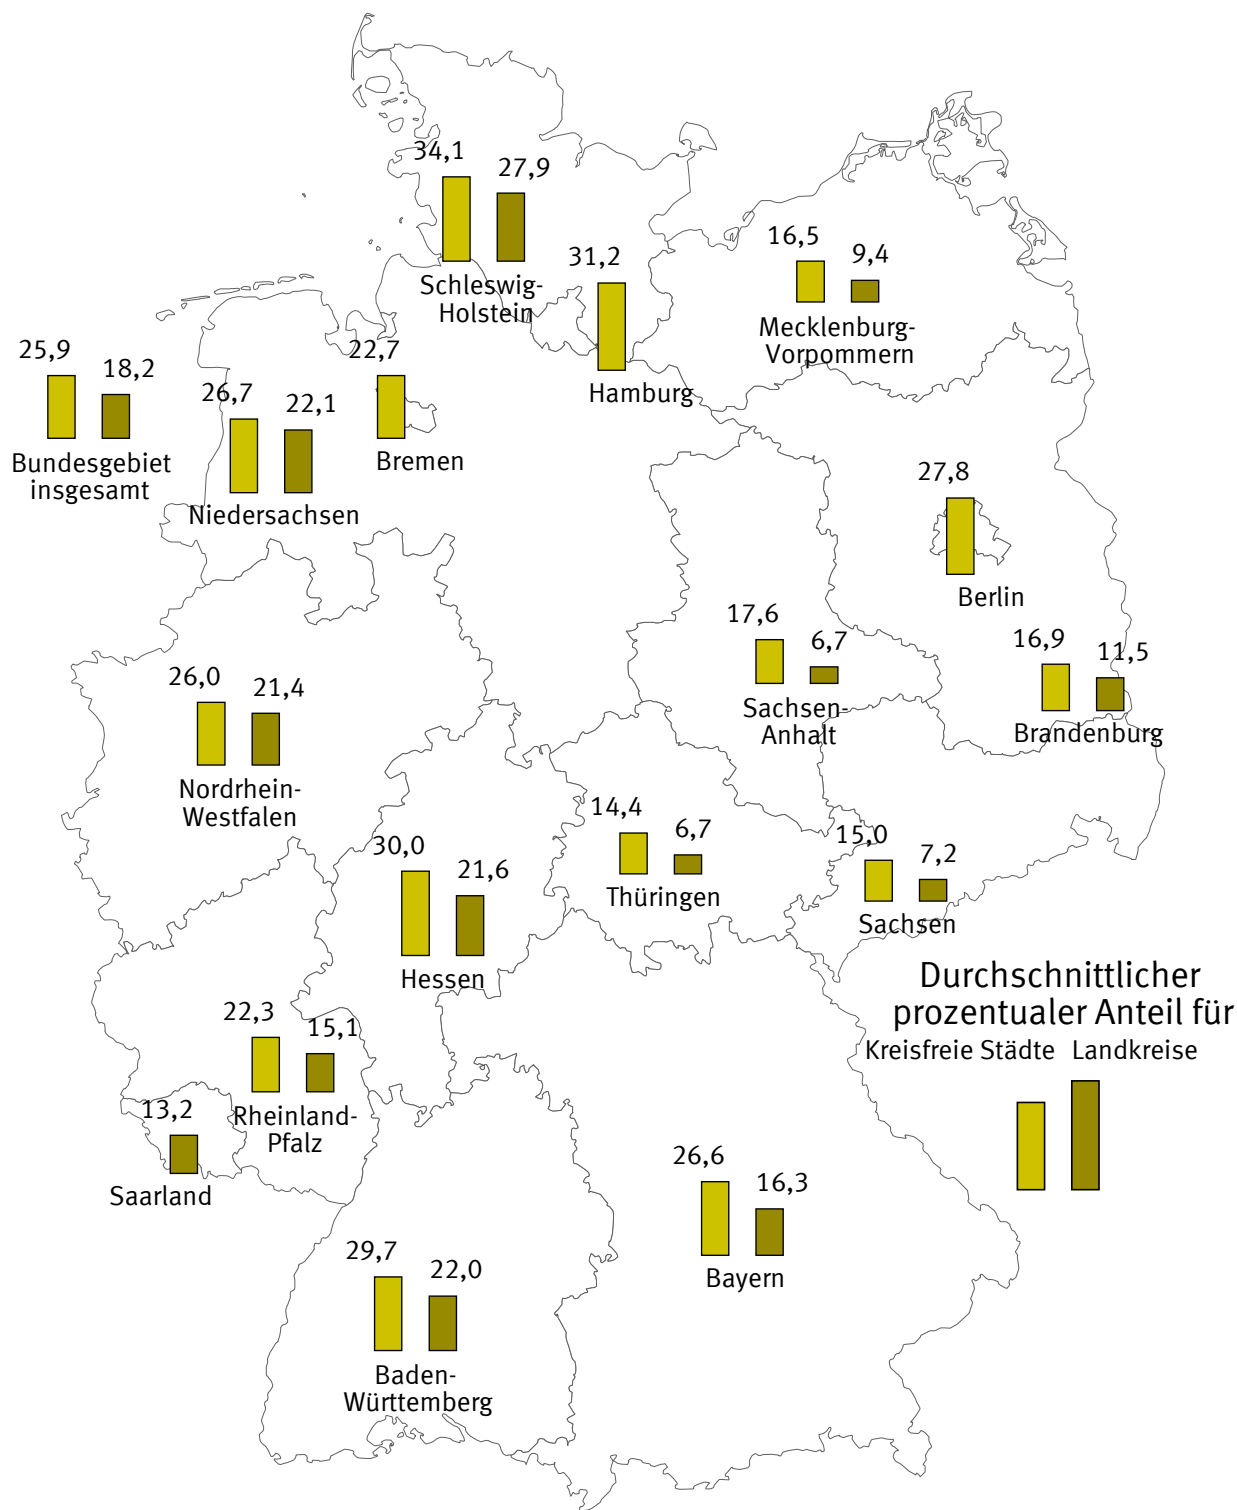 34,1
27,9
Schleswig-
Holstein
31,2
Hamburg
16,5
9,4
Mecklenburg-
Vorpommern
25,9
18,2
Bundesgebiet
insgesamt
26,7
22,1
Niedersachsen
22,7
Bremen
27,8
Berlin
17,6
6,7
Sachsen-
Anhalt
16,9
11,5
Brandenburg
26,0
21,4
Nordrhein-
Westfalen
30,0
21,6
Hessen
14,4
6,7
Thüringen
15,0
7,2
Sachsen
Durchschnittlicher
prozentualer Anteil für
Kreisfreie Städte Landkreise
22,3
15,1
Rheinland-
Pfalz
13,2
Saarland
26,6
16,3
Bayern
29,7
22,0
Baden-
Württemberg